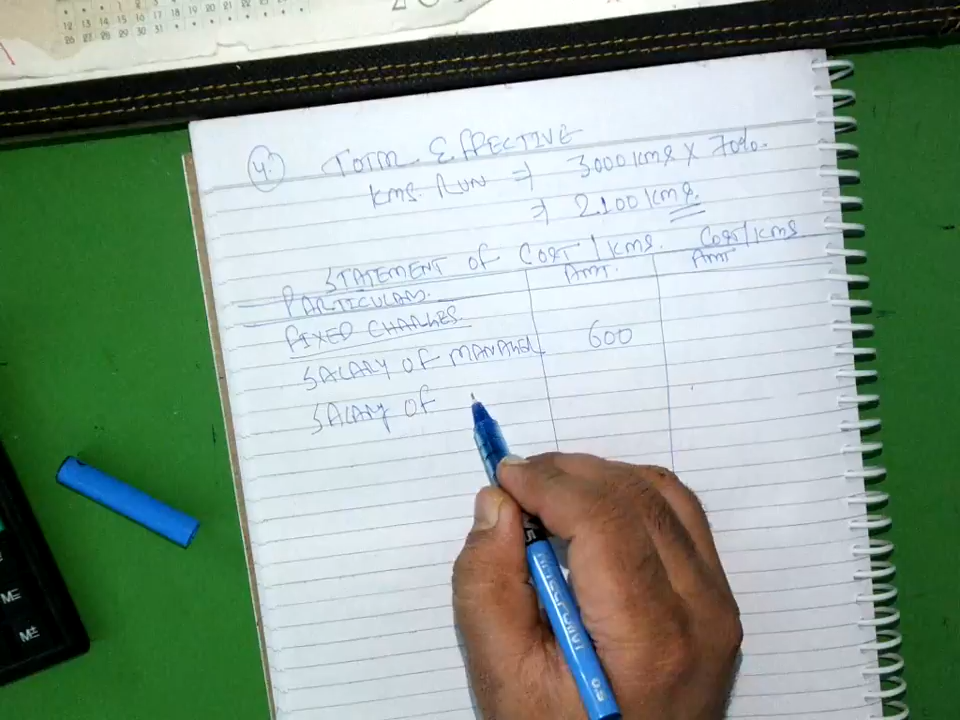 4. TOTAL EFFECTIVE
KMS. RUN ⇒ 3000 KMS X 70%.
⇒ 2100 KMS.
STATEMENT OF COST / KMS.
PARTICULARS. AMT. COST/KMS AMT
FIXED CHARGES.
SALARY OF MANAGER 600
SALARY OF
M=
M±